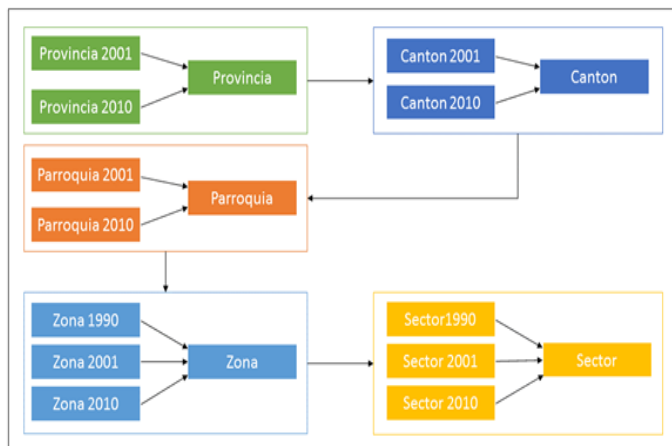 Provincia 2001
Provincia
Provincia 2010
Canton 2001
Canton
Canton 2010
Parroquia 2001
Parroquia
Parroquia 2010
Zona 1990
Zona 2001
Zona
Zona 2010
Sector1990
Sector 2001
Sector
Sector 2010